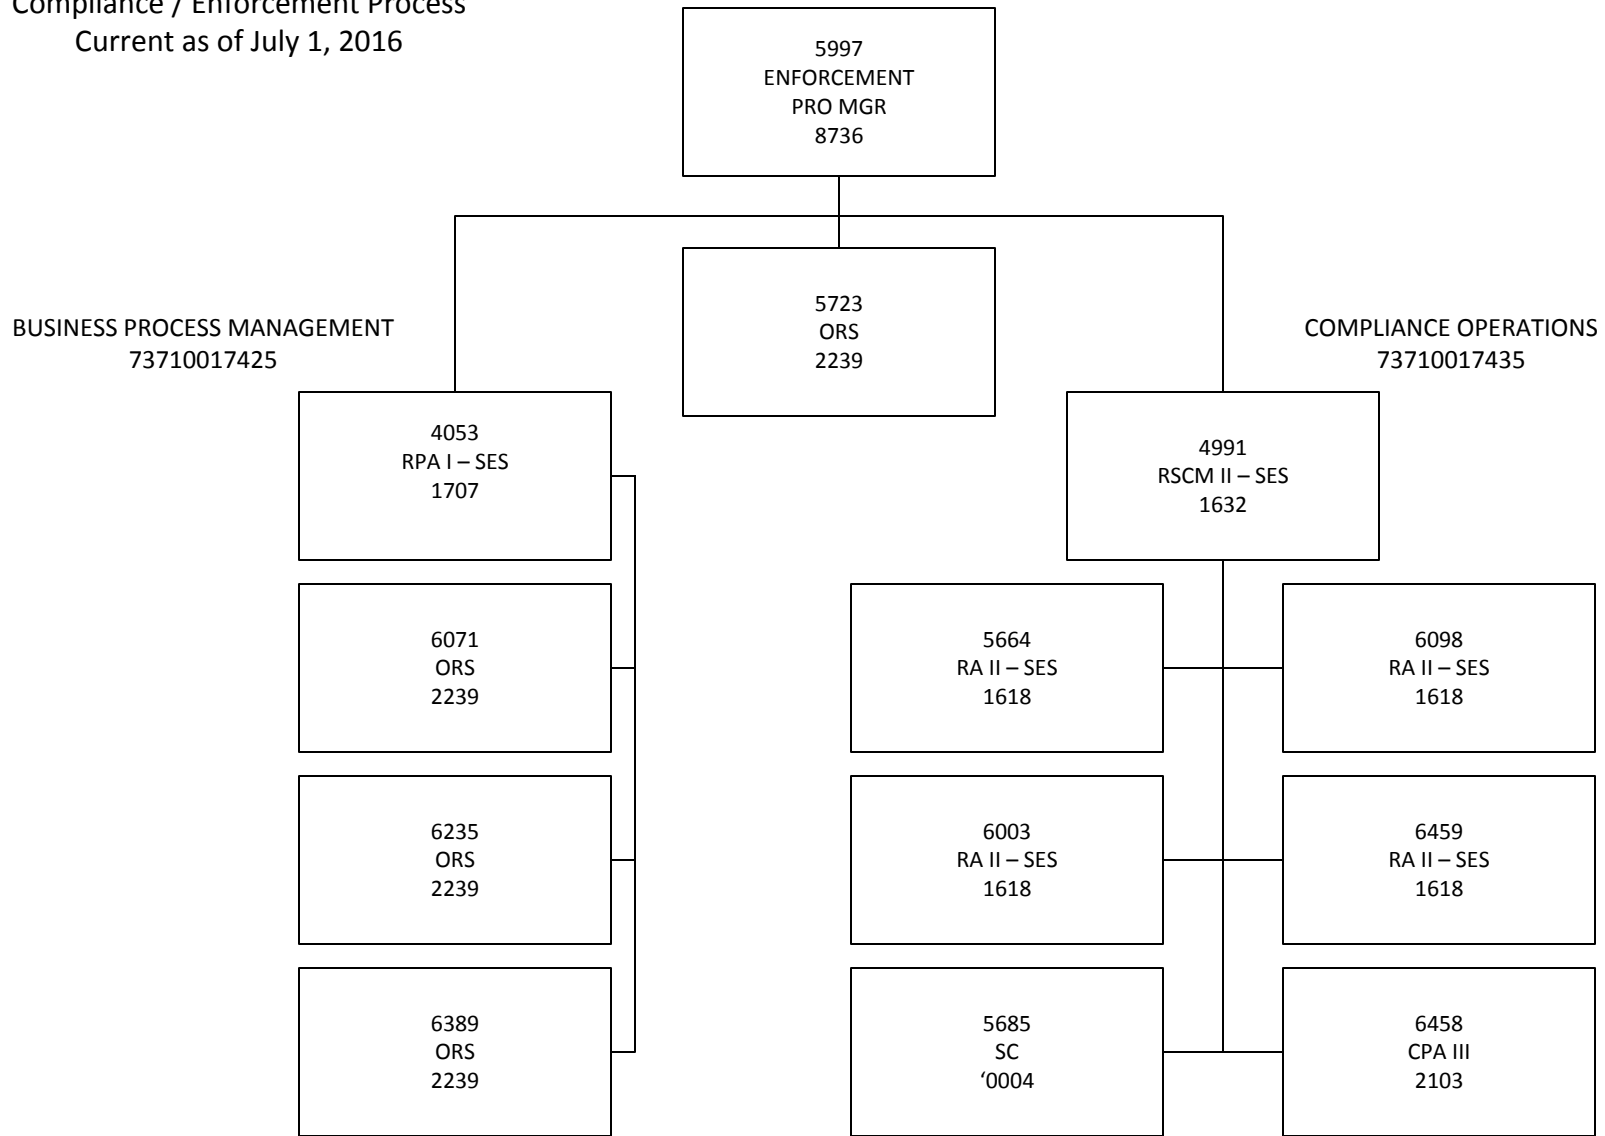 Compliance / Enforcement Process
Current as of July 1, 2016
5997
ENFORCEMENT
PRO MGR
8736
5723
ORS
2239
BUSINESS PROCESS MANAGEMENT
73710017425
COMPLIANCE OPERATIONS
73710017435
4053
RPA I – SES
1707
4991
RSCM II – SES
1632
6071
ORS
2239
5664
RA II – SES
1618
6098
RA II – SES
1618
6235
ORS
2239
6003
RA II – SES
1618
6459
RA II – SES
1618
6389
ORS
2239
5685
SC
‘0004
6458
CPA III
2103